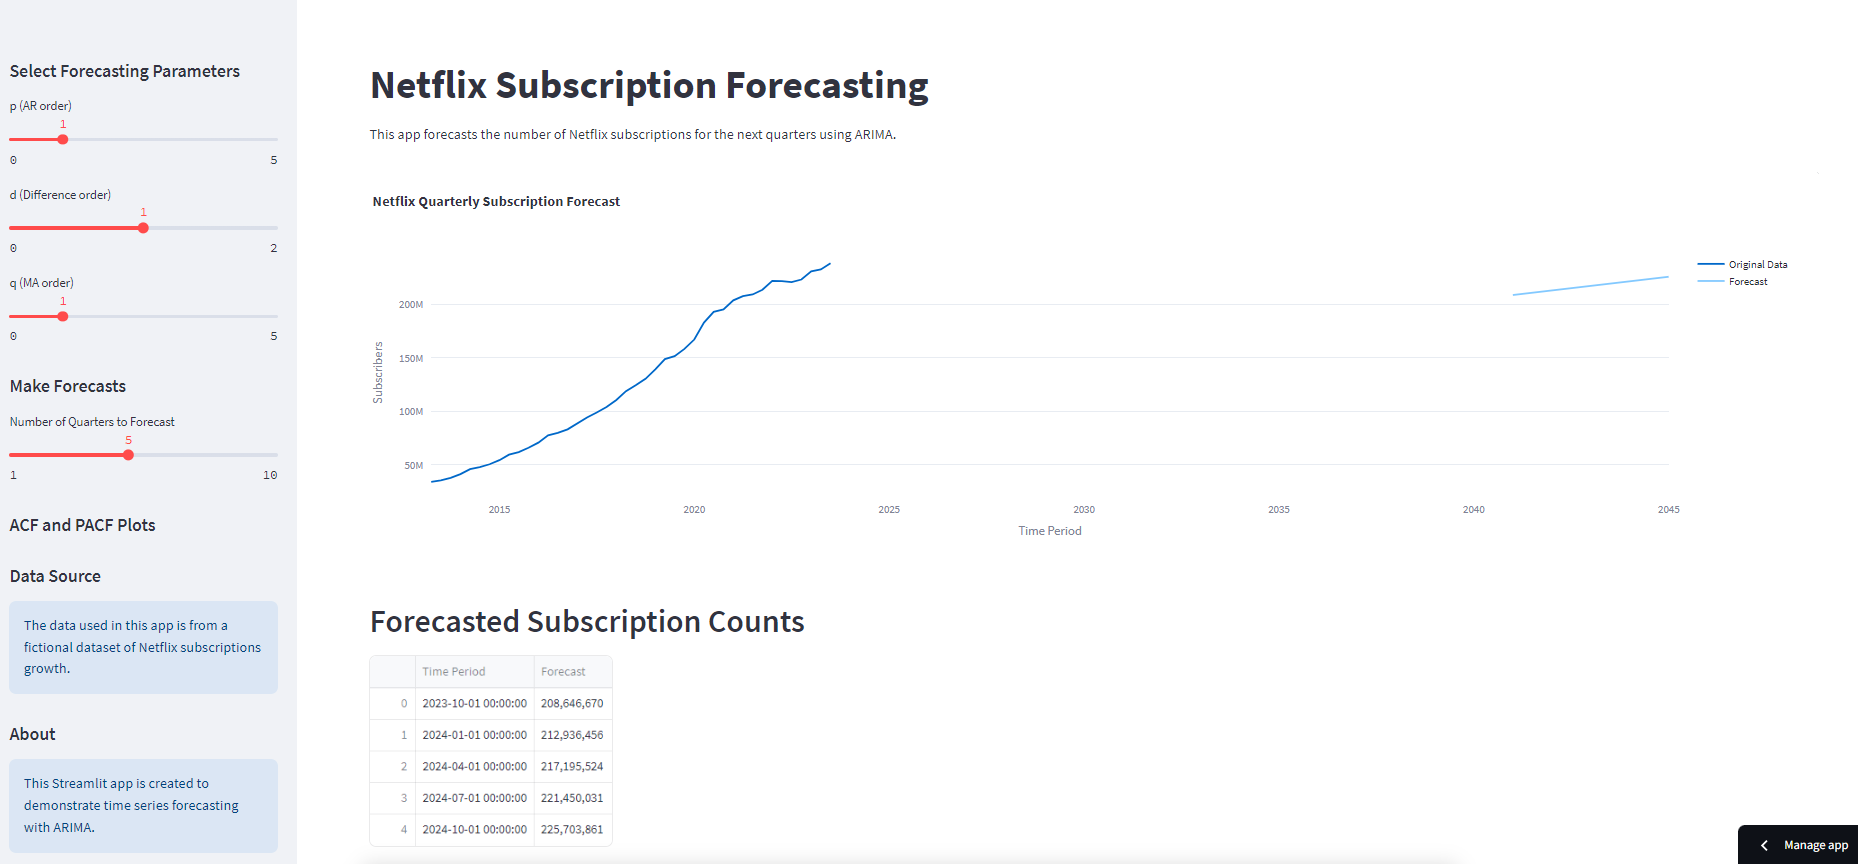 Select Forecasting Parameters
p (AR order)
1
0 5
d (Difference order)
1
0 2
q (MA order)
1
0 5
Make Forecasts
Number of Quarters to Forecast
5
1 10
ACF and PACF Plots
Data Source
The data used in this app is from a
fictional dataset of Netflix subscriptions
growth.
About
This Streamlit app is created to
demonstrate time series forecasting
with ARIMA.
Netflix Subscription Forecasting
This app forecasts the number of Netflix subscriptions for the next quarters using ARIMA.
Netflix Quarterly Subscription Forecast
Original Data
Forecast
Subscribers
200M
150M
100M
50M
2015 2020 2025 2030 2035 2040 2045
Time Period
Forecasted Subscription Counts
Time Period Forecast
0 2023-10-01 00:00:00 208,646,670
1 2024-01-01 00:00:00 212,936,456
2 2024-04-01 00:00:00 217,195,524
3 2024-07-01 00:00:00 221,450,031
4 2024-10-01 00:00:00 225,703,861
Manage app